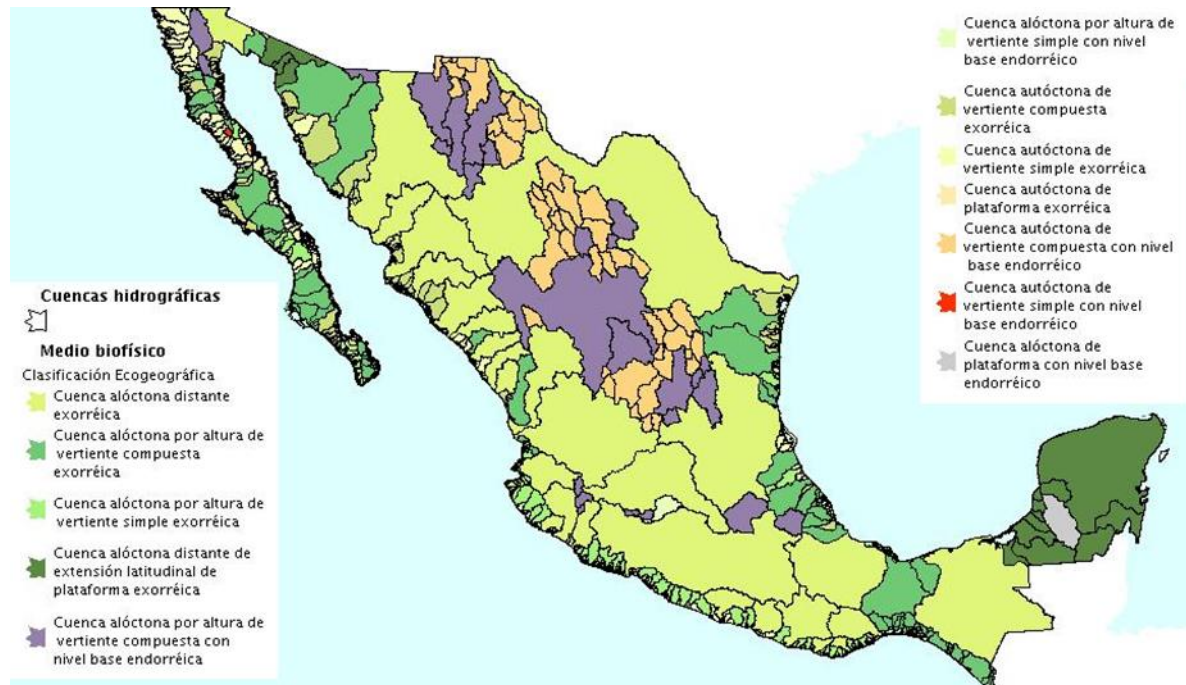 Cuencas hidrográficas
Medio biofísico
Clasificación Ecogeográfica
Cuenca alóctona distante
exorréica
Cuenca alóctona por altura de
vertiente compuesta
exorréica
Cuenca alóctona por altura de
vertiente simple exorréica
Cuenca alóctona distante de
extensión latitudinal de
plataforma exorréica
Cuenca alóctona por altura de
vertiente compuesta con
nivel base endorréica
Cuenca alóctona por altura de
vertiente simple con nivel
base endorréico
Cuenca autóctona de
vertiente compuesta
exorréica
Cuenca autóctona de
vertiente simple exorréica
Cuenca autóctona de
plataforma exorréica
Cuenca autóctona de
vertiente compuesta con nivel
base endorréico
Cuenca autóctona de
vertiente simple con nivel
base endorréico
Cuenca alóctona de
plataforma con nivel base
endorréico